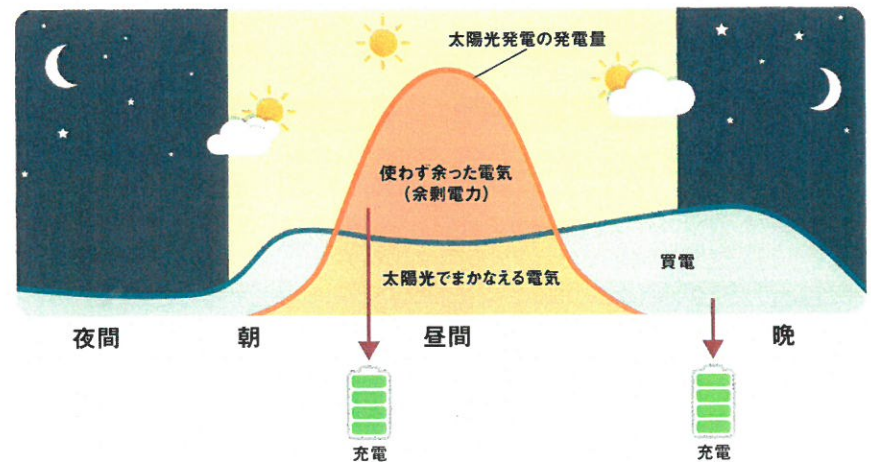 太陽光発電の発電量
使わず余った電気
(余剰電力)
買電
太陽光でまかなえる電気
夜間
朝
昼間
晩
充電
充電